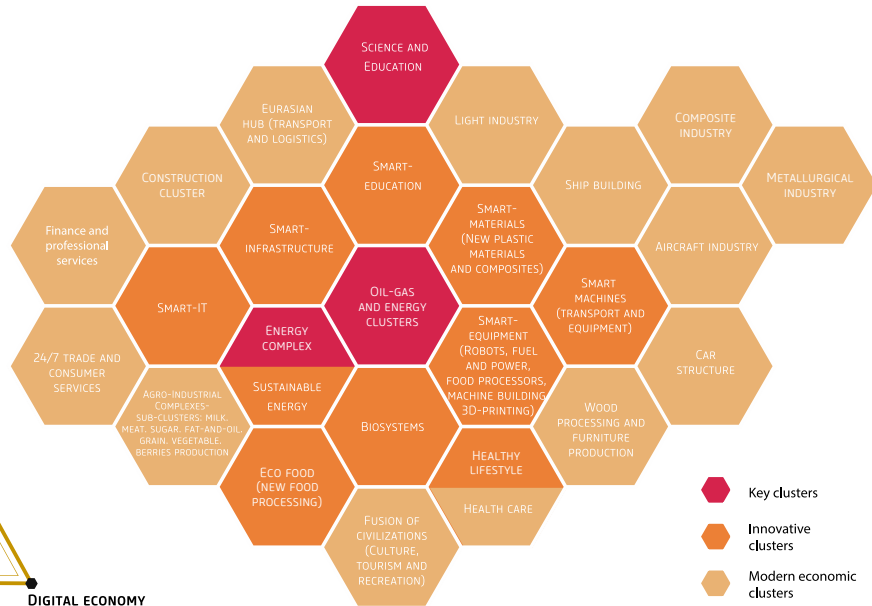 SCIENCE AND
EDUCATION
EURASIAN
HUB (TRANSPORT
AND LOGISTICS)
LIGHT INDUSTRY
COMPOSITE
INDUSTRY
CONSTRUCTION
CLUSTER
SMART-
EDUCATION
SHIP BUILDING
METALLURGICAL
INDUSTRY
Finance and
professional
services
SMART-
INFRASTRUCTURE
SMART-
MATERIALS
(NEW PLASTIC
MATERIALS
AND COMPOSITES)
AIRCRAFT INDUSTRY
SMART-IT
OIL-GAS
AND ENERGY
CLUSTERS
SMART
MACHINES
(TRANSPORT AND
EQUIPMENT)
24/7 TRADE AND
CONSUMER
SERVICES
ENERGY
COMPLEX
SUSTAINABLE
ENERGY
SMART-
EQUIPMENT
(ROBOTS, FUEL
AND POWER,
FOOD PROCESSORS,
MACHINE BUILDING
3D-PRINTING)
CAR
STRUCTURE
AGRO-INDUSTRIAL
COMPLEXES-
SUB-CLUSTERS: MILK.
MEAT. SUGAR. FAT-AND-OIL.
GRAIN. VEGETABLE.
BERRIES PRODUCTION
BIOSYSTEMS
WOOD
PROCESSING AND
FURNITURE
PRODUCTION
ECO FOOD
(NEW FOOD
PROCESSING)
HEALTHY
LIFESTYLE
HEALTH CARE
FUSION OF
CIVILIZATIONS
(CULTURE,
TOURISM AND
RECREATION)
Key clusters
Innovative
clusters
Modern economic
clusters
DIGITAL ECONOMY